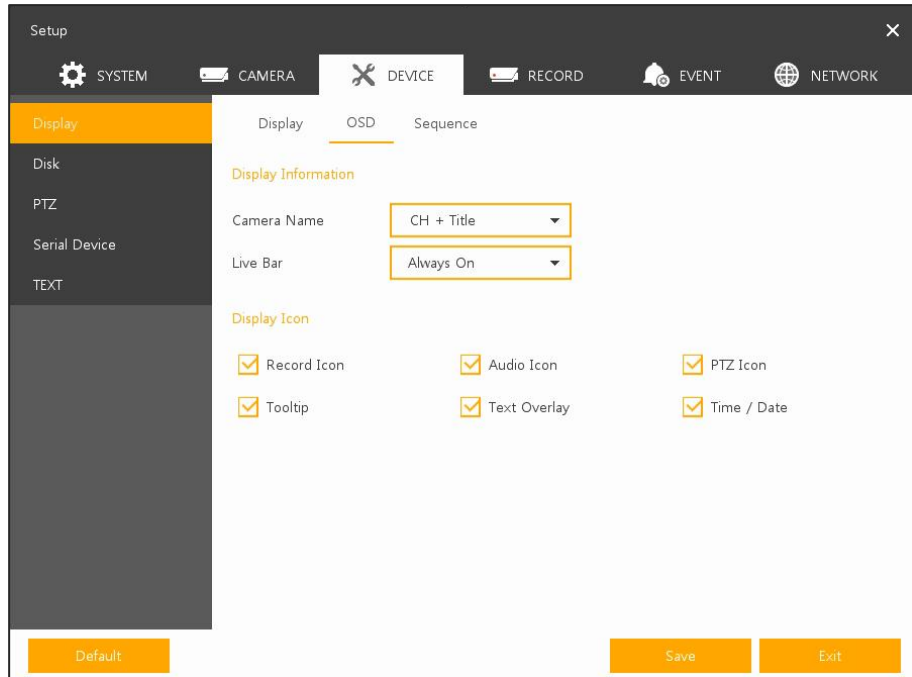 Setup
SYSTEM CAMERA DEVICE RECORD EVENT NETWORK
Display
Disk
PTZ
Serial Device
TEXT
Display OSD Sequence
Display Information
Camera Name CH + Title
Live Bar Always On
Display Icon
Record Icon Audio Icon PTZ Icon
Tooltip Text Overlay Time / Date
Default Save Exit